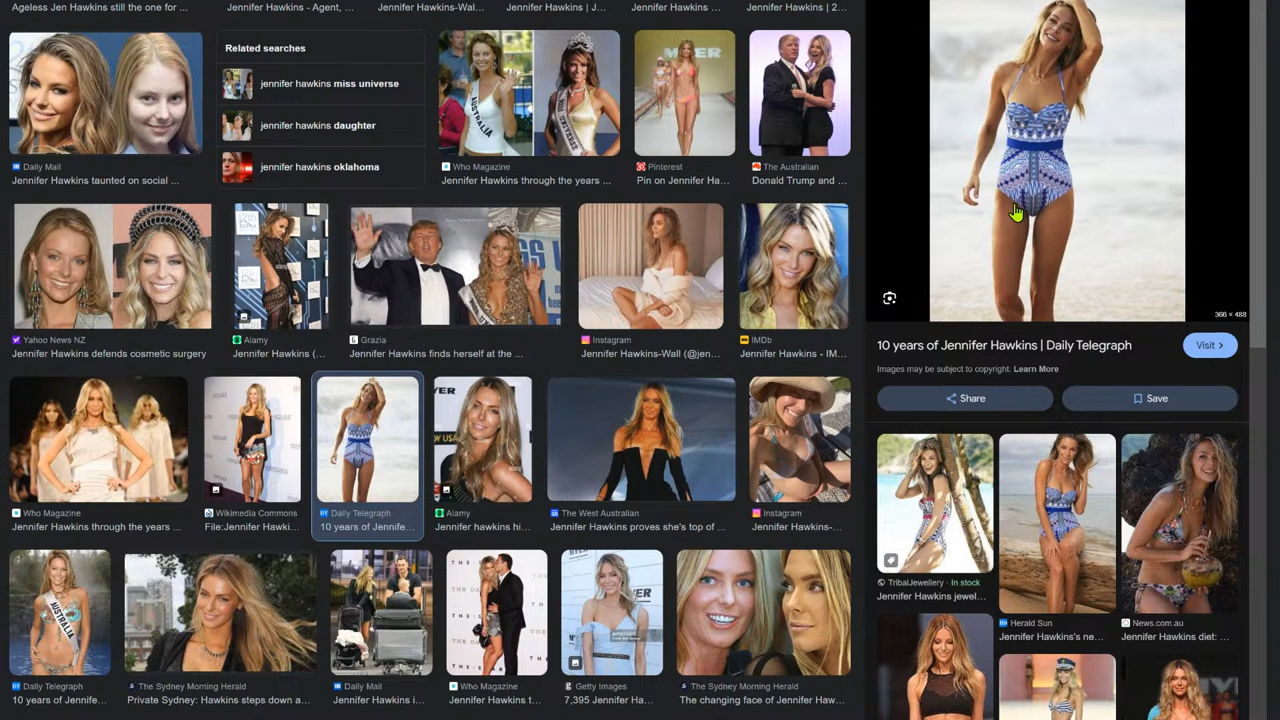 Ageless Jen Hawkins still the one for ...
Jennifer Hawkins - Agent, ...
Jennifer Hawkins-Wal...
Jennifer Hawkins | J...
Jennifer Hawkins ...
Jennifer Hawkins | 2...
Related searches
jennifer hawkins miss universe
jennifer hawkins daughter
jennifer hawkins oklahoma
Daily Mail
Jennifer Hawkins taunted on social ...
AUSTRALIA
MISS UNIVERSE
Who Magazine
Jennifer Hawkins through the years ...
MYER
Pinterest
Pin on Jennifer Ha...
The Australian
Donald Trump and ...
Yahoo News NZ
Jennifer Hawkins defends cosmetic surgery
Alamy
Jennifer Hawkins (...
Grazia
Jennifer Hawkins finds herself at the ...
Instagram
Jennifer Hawkins-Wall (@jen...
IMDb
Jennifer Hawkins - IM...
Who Magazine
Jennifer Hawkins through the years ...
Wikimedia Commons
File:Jennifer Hawki...
Daily Telegraph
10 years of Jennife...
YER
Alamy
Jennifer hawkins hi...
The West Australian
Jennifer Hawkins proves she's top of ...
Instagram
Jennifer Hawkins-...
AUSTRALIA
Daily Telegraph
10 years of Jennife...
The Sydney Morning Herald
Private Sydney: Hawkins steps down a...
Daily Mail
Jennifer Hawkins i...
Who Magazine
Jennifer Hawkins t...
MYER
Getty Images
7,395 Jennifer Ha...
The Sydney Morning Herald
The changing face of Jennifer Haw...
366 × 488
10 years of Jennifer Hawkins | Daily Telegraph
Visit
Images may be subject to copyright. Learn More
Share
Save
TribalJewellery · In stock
Jennifer Hawkins jewel...
Herald Sun
Jennifer Hawkins's ne...
News.com.au
Jennifer Hawkins diet: ...